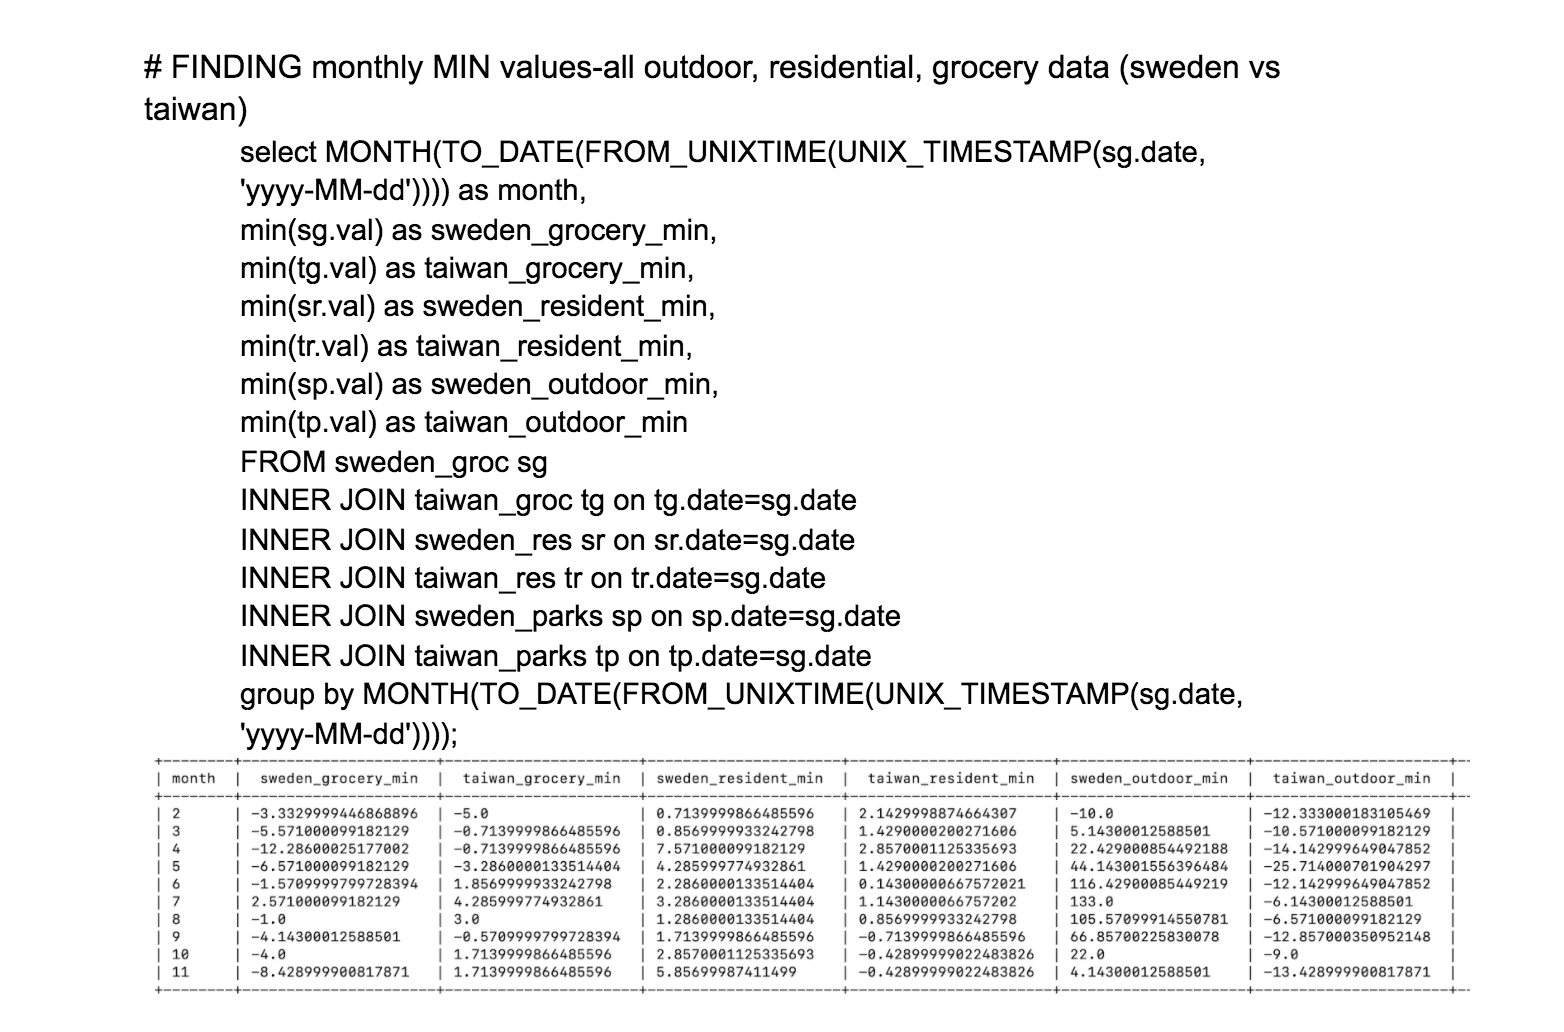 # FINDING monthly MIN values-all outdoor, residential, grocery data (sweden vs
taiwan)
select MONTH(TO_DATE(FROM_UNIXTIME(UNIX_TIMESTAMP(sg.date,
'yyyy-MM-dd')))) as month,
min(sg.val) as sweden_grocery_min,
min(tg.val) as taiwan_grocery_min,
min(sr.val) as sweden_resident_min,
min(tr.val) as taiwan_resident_min,
min(sp.val) as sweden_outdoor_min,
min(tp.val) as taiwan_outdoor_min
FROM sweden_groc sg
INNER JOIN taiwan_groc tg on tg.date=sg.date
INNER JOIN sweden_res sr on sr.date=sg.date
INNER JOIN taiwan_res tr on tr.date=sg.date
INNER JOIN sweden_parks sp on sp.date=sg.date
INNER JOIN taiwan_parks tp on tp.date=sg.date
group by MONTH(TO_DATE(FROM_UNIXTIME(UNIX_TIMESTAMP(sg.date,
'yyyy-MM-dd'))));
| month | sweden_grocery_min | taiwan_grocery_min | sweden_resident_min | taiwan_resident_min | sweden_outdoor_min | taiwan_outdoor_min |
| 2 | -3.3329999446868896 | -5.0 | 0.7139999866485596 | 2.1429998874664307 | -10.0 | -12.333000183105469 |
| 3 | -5.571000099182129 | -0.7139999866485596 | 0.8569999933242798 | 1.4290000200271606 | 5.14300012588501 | -10.571000099182129 |
| 4 | -12.28600025177002 | -0.7139999866485596 | 7.571000099182129 | 2.8570001125335693 | 22.429000854492188 | -14.142999649047852 |
| 5 | -6.571000099182129 | -3.2860000133514404 | 4.285999774932861 | 1.4290000200271606 | 44.143001556396484 | -25.714000701904297 |
| 6 | -1.5709999799728394 | 1.8569999933242798 | 2.2860000133514404 | 0.14300000667572021 | 116.42900085449219 | -12.142999649047852 |
| 7 | 2.571000099182129 | 4.285999774932861 | 3.2860000133514404 | 1.1430000066757202 | 133.0 | -6.14300012588501 |
| 8 | -1.0 | 3.0 | 1.2860000133514404 | 0.8569999933242798 | 105.57099914550781 | -6.571000099182129 |
| 9 | -4.14300012588501 | -0.5709999799728394 | 1.7139999866485596 | -0.7139999866485596 | 66.85700225830078 | -12.857000350952148 |
| 10 | -4.0 | 1.7139999866485596 | 2.8570001125335693 | -0.42899999022483826 | 22.0 | -9.0 |
| 11 | -8.428999900817871 | 1.7139999866485596 | 5.85699987411499 | -0.42899999022483826 | 4.14300012588501 | -13.428999900817871 |